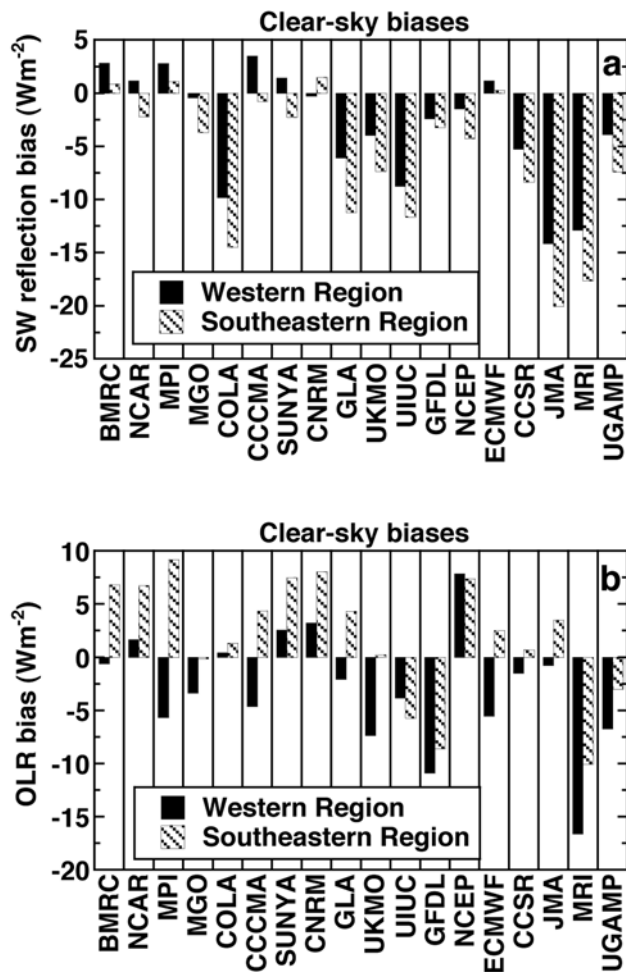 Clear-sky biases
a
SW reflection bias (Wm-2)
5
0
-5
-10
-15
-20
-25
Western Region
Southeastern Region
BMRC
NCAR
MPI
MGO
COLA
CCCMA
SUNYA
CNRM
GLA
UKMO
UIUC
GFDL
NCEP
ECMWF
CCSR
JMA
MRI
UGAMP
Clear-sky biases
b
OLR bias (Wm-2)
10
5
0
-5
-10
-15
-20
Western Region
Southeastern Region
BMRC
NCAR
MPI
MGO
COLA
CCCMA
SUNYA
CNRM
GLA
UKMO
UIUC
GFDL
NCEP
ECMWF
CCSR
JMA
MRI
UGAMP